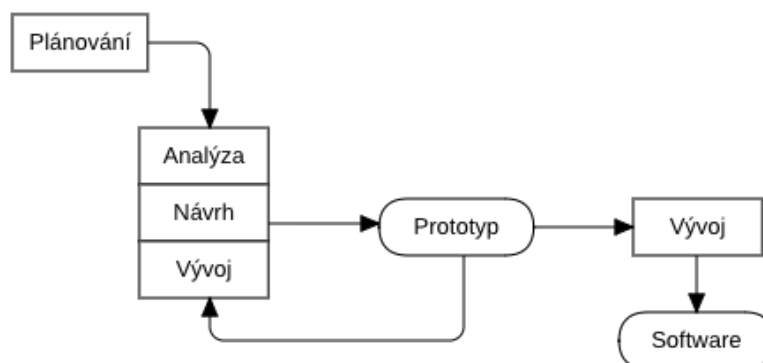 Plánování
Analýza
Návrh
Vývoj
Prototyp
Vývoj
Software